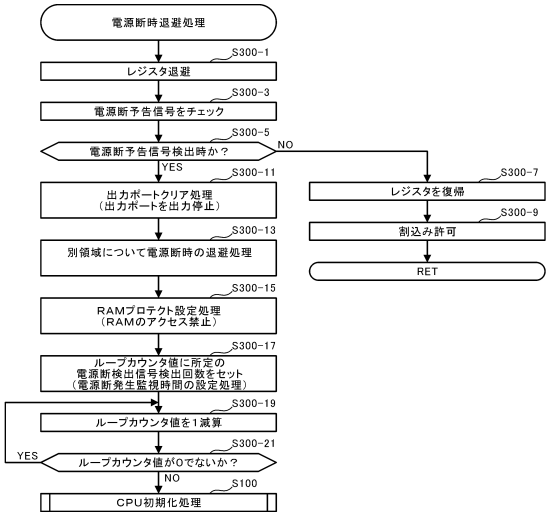 電源断時退避処理
S300-1
レジスタ退避
S300-3
電源断予告信号をチェック
S300-5
電源断予告信号検出時か？
NO
YES
S300-7
レジスタを復帰
S300-9
割込み許可
RET
S300-11
出力ポートクリア処理
(出力ポートを出力停止)
S300-13
別領域について電源断時の退避処理
S300-15
RAMプロテクト設定処理
(RAMのアクセス禁止)
S300-17
ループカウンタ値に所定の
電源断検出信号検出回数をセット
(電源断発生監視時間の設定処理)
S300-19
ループカウンタ値を1減算
S300-21
YES
ループカウンタ値が0でないか？
NO
S100
CPU初期化処理